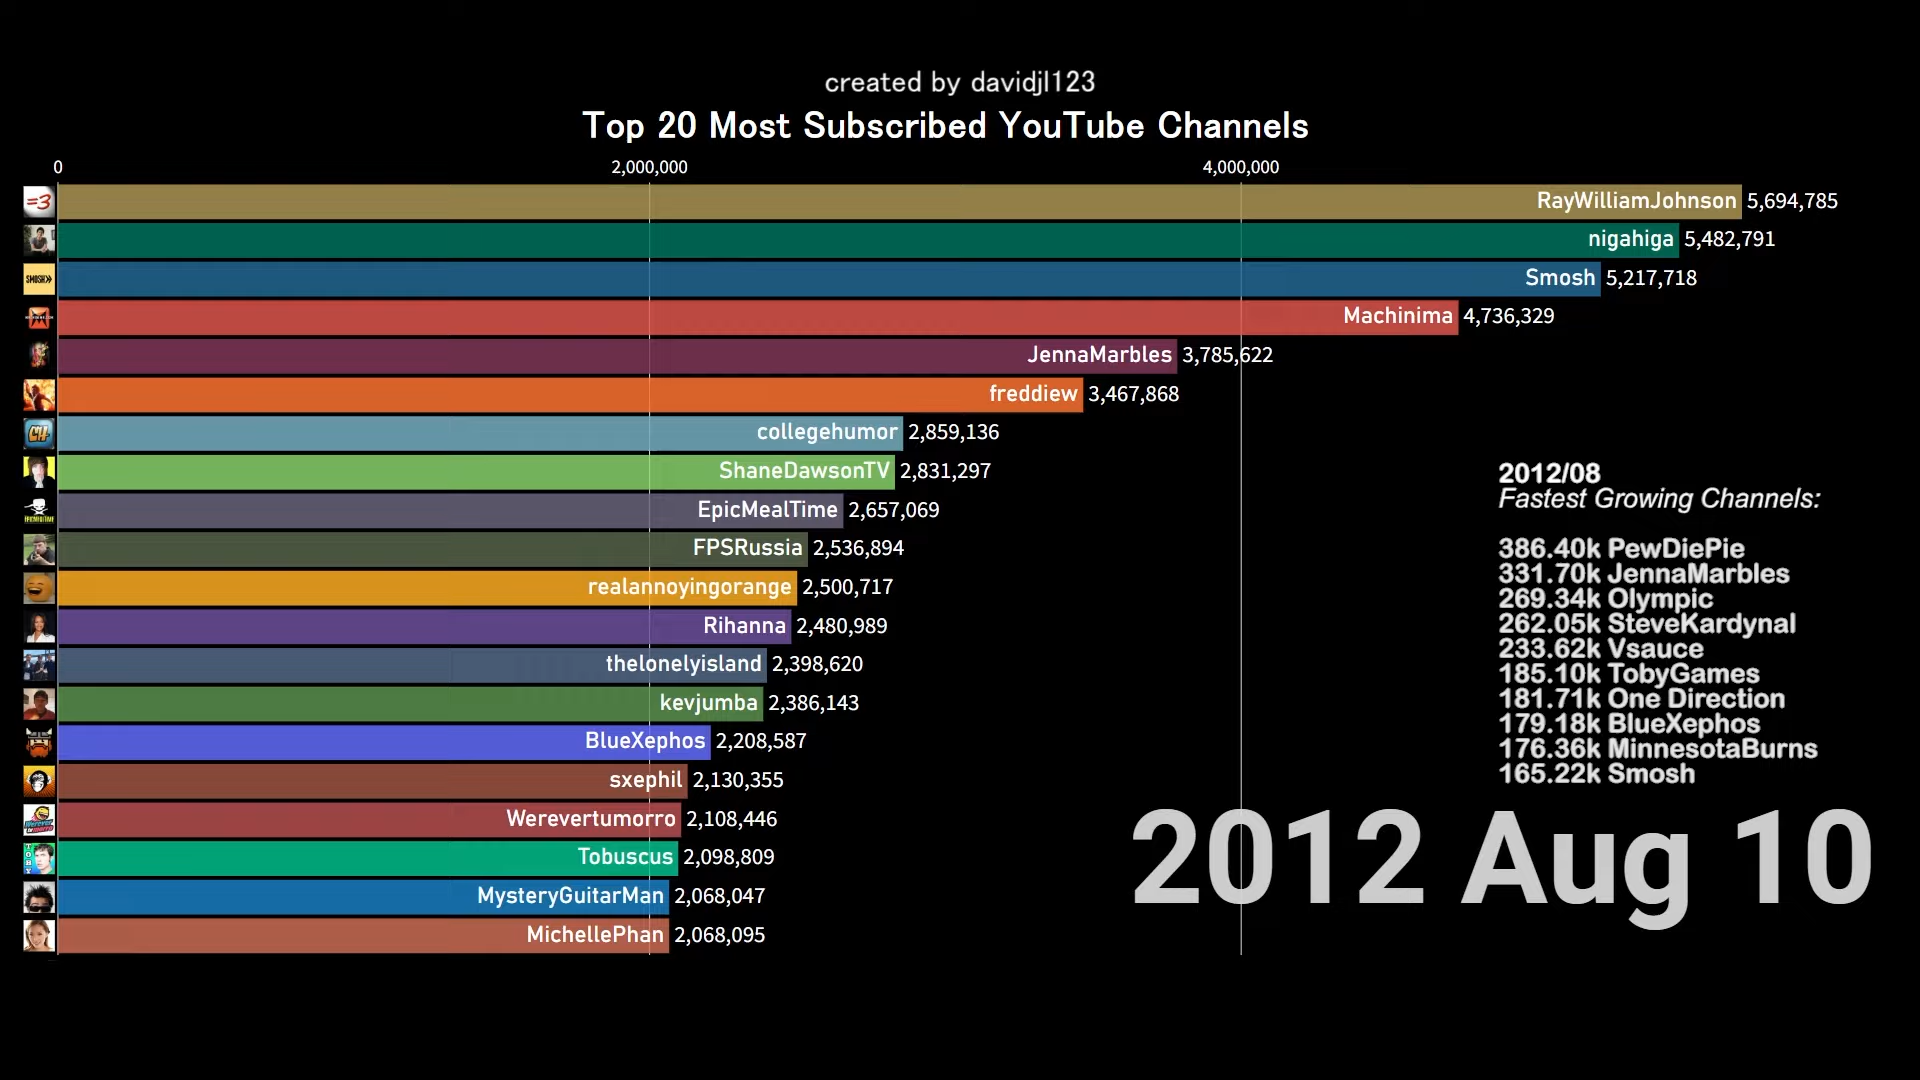 created by davidjl123
Top 20 Most Subscribed YouTube Channels
0 2,000,000 4,000,000
=3 RayWilliamJohnson 5,694,785
nigahiga 5,482,791
SMOSH Smosh 5,217,718
Machinima 4,736,329
JennaMarbles 3,785,622
freddiew 3,467,868
CH collegehumor 2,859,136
ShaneDawsonTV 2,831,297
EPICMEALTIME EpicMealTime 2,657,069
FPSRussia 2,536,894
realannoyingorange 2,500,717
Rihanna 2,480,989
thelonelyisland 2,398,620
kevjumba 2,386,143
BlueXephos 2,208,587
sxephil 2,130,355
Werevertumorro 2,108,446
Tobuscus 2,098,809
MysteryGuitarMan 2,068,047
MichellePhan 2,068,095
2012/08
Fastest Growing Channels:
386.40k PewDiePie
331.70k JennaMarbles
269.34k Olympic
262.05k SteveKardynal
233.62k Vsauce
185.10k TobyGames
181.71k One Direction
179.18k BlueXephos
176.36k MinnesotaBurns
165.22k Smosh
2012 Aug 10